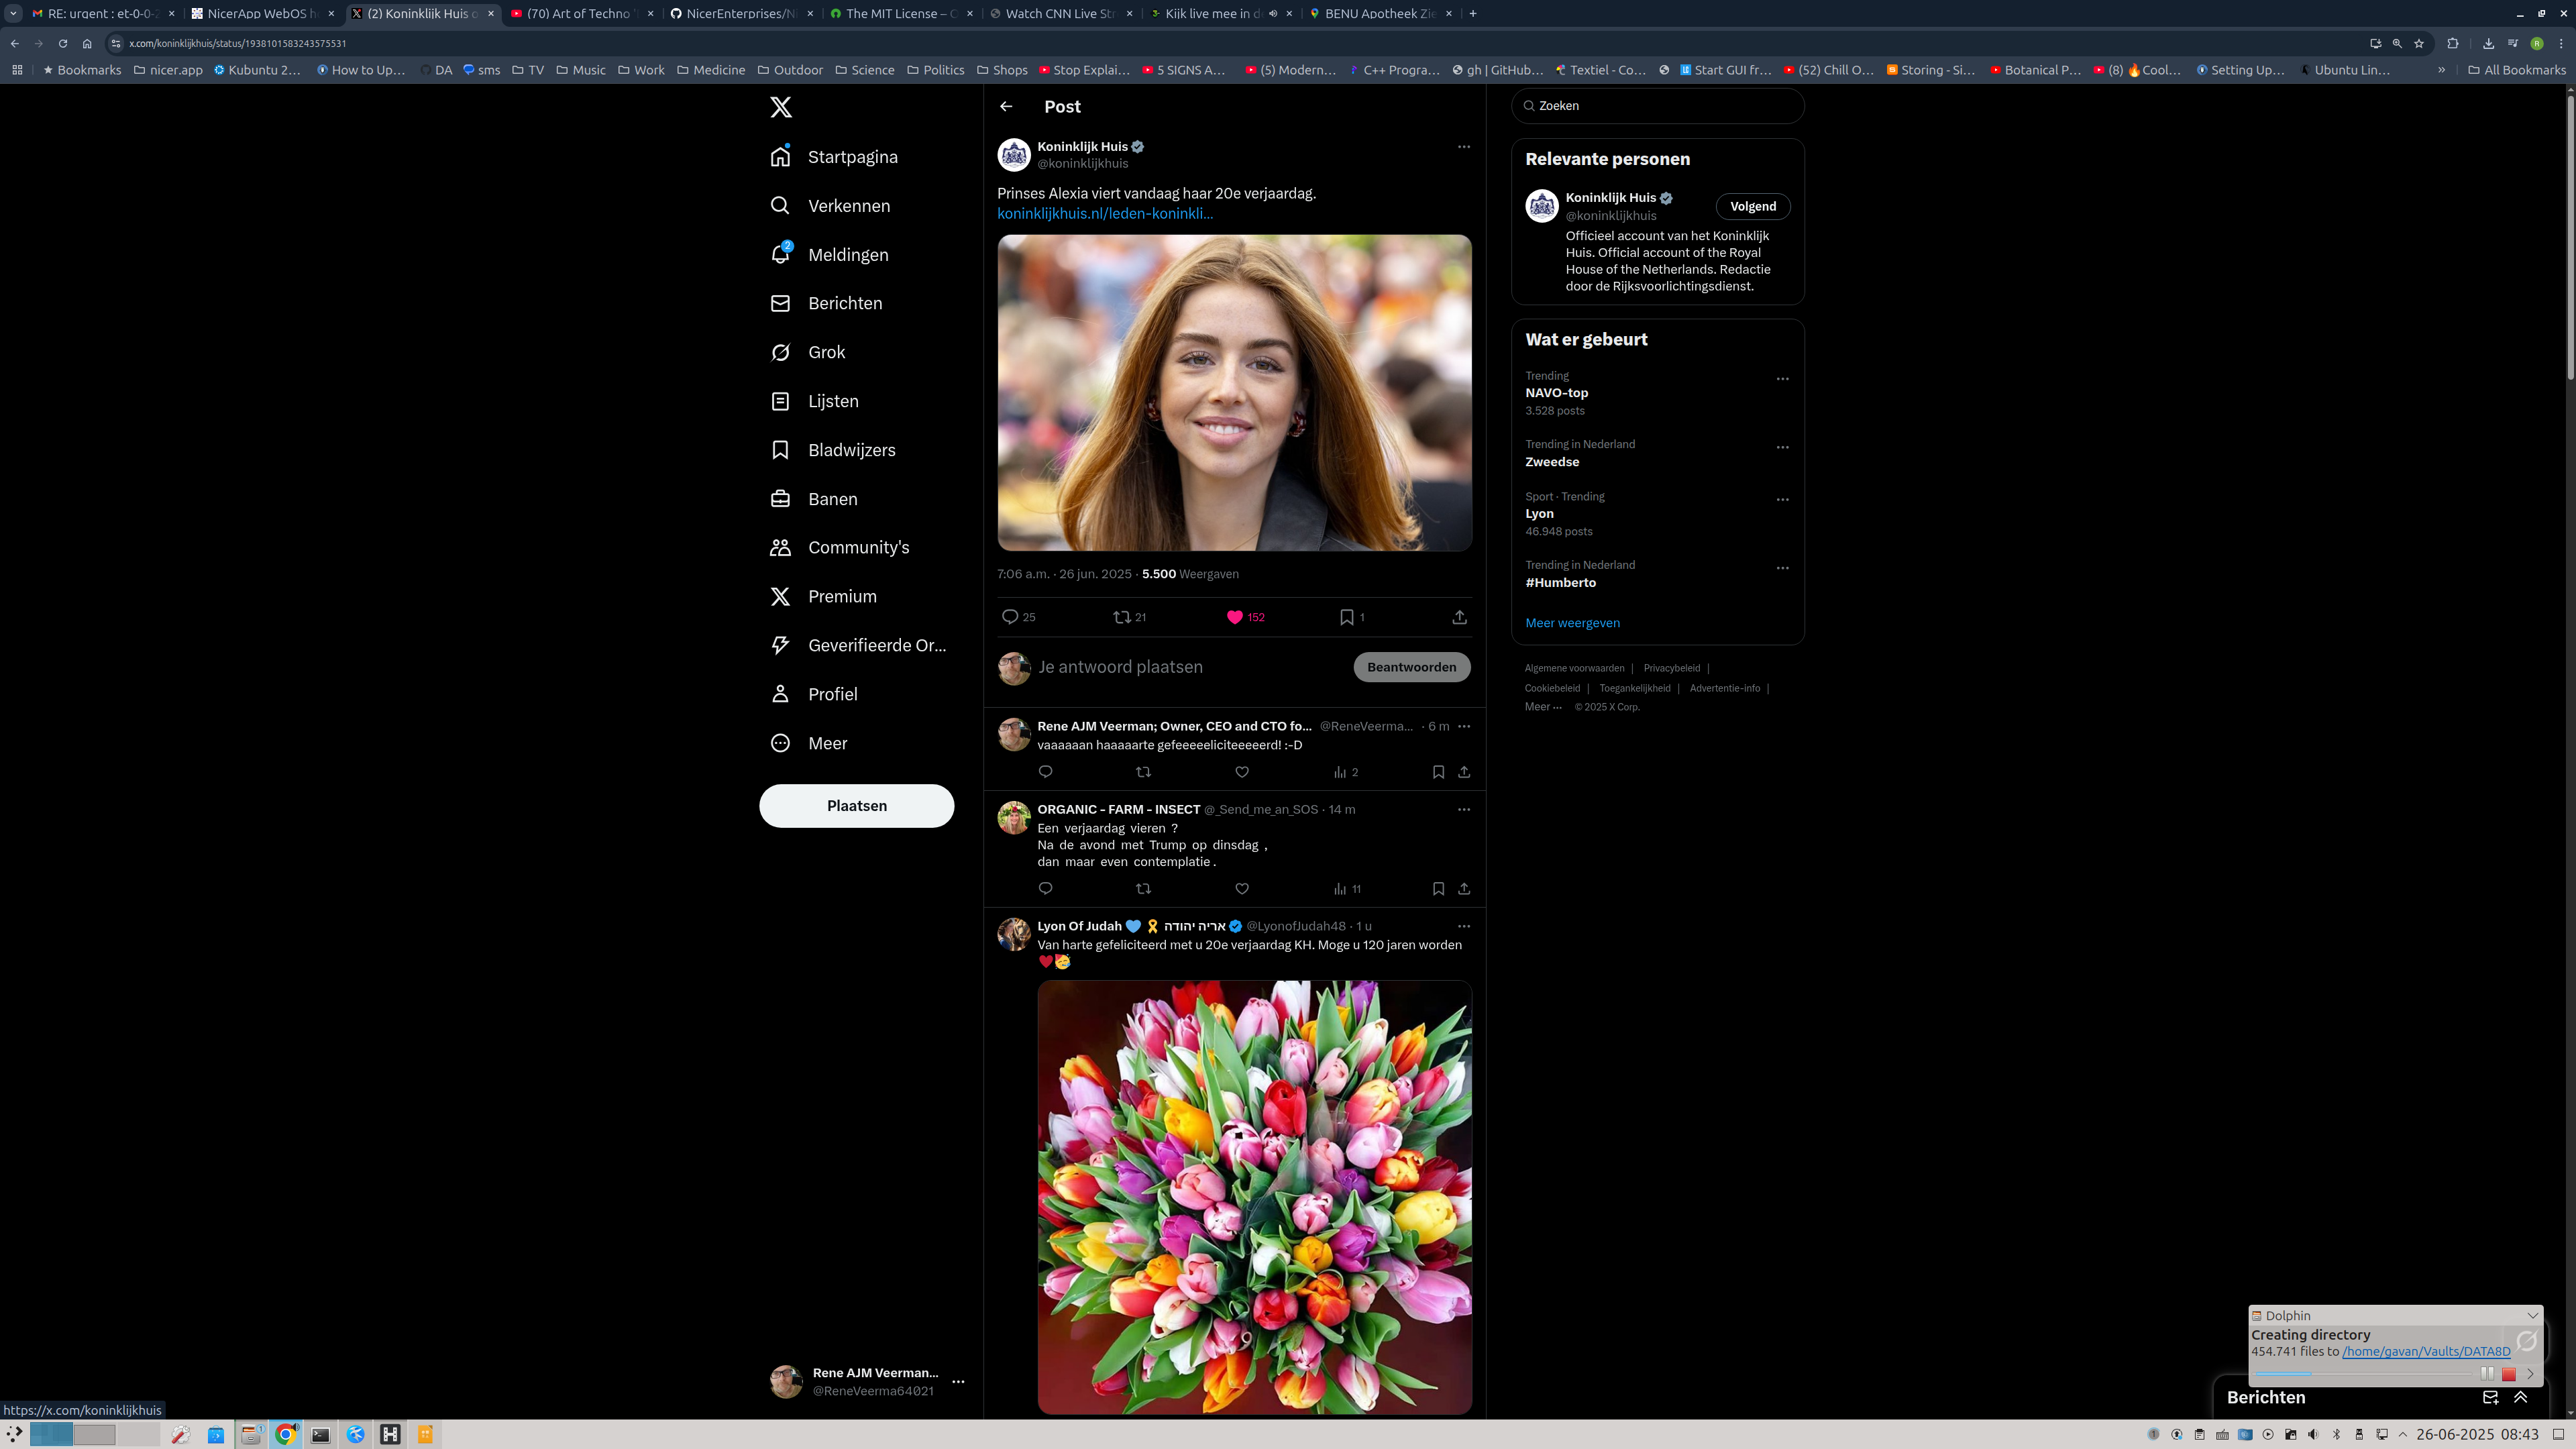 RE: urgent : et-0-0-2
NicerApp WebOS h
(2) Koninklijk Huis o
(70) Art of Techno '
NicerEnterprises/Ni
The MIT License – O
Watch CNN Live Str
Kijk live mee in d
BENU Apotheek Zie
x.com/koninklijkhuis/status/1938101583243575531
Bookmarks
nicer.app
Kubuntu 2…
How to Up…
DA
sms
TV
Music
Work
Medicine
Outdoor
Science
Politics
Shops
Stop Explai…
5 SIGNS A…
(5) Modern…
C++ Progra…
gh | GitHub…
Textiel - Co…
Start GUI fr…
(52) Chill O…
Storing - Si…
Botanical P…
(8) 🔥Cool…
Setting Up…
Ubuntu Lin…
»
All Bookmarks
Startpagina
Verkennen
2
Meldingen
Berichten
Grok
Lijsten
Bladwijzers
Banen
Community's
Premium
Geverifieerde Or…
Profiel
Meer
Plaatsen
Rene AJM Veerman…
@ReneVeerma64021
Post
Koninklijk Huis
@koninklijkhuis
Prinses Alexia viert vandaag haar 20e verjaardag.
koninklijkhuis.nl/leden-koninkli…
7:06 a.m. · 26 jun. 2025 · 5.500 Weergaven
25 21 152 1
Je antwoord plaatsen
Beantwoorden
Rene AJM Veerman; Owner, CEO and CTO fo… @ReneVeerma… · 6 m
vaaaaaan haaaaarte gefeeeeeliciteeeeerd! :-D
2
ORGANIC - FARM - INSECT @_Send_me_an_SOS · 14 m
Een verjaardag vieren ?
Na de avond met Trump op dinsdag ,
dan maar even contemplatie .
11
Lyon Of Judah 💙 🎗️ אריה יהודה @LyonofJudah48 · 1 u
Van harte gefeliciteerd met u 20e verjaardag KH. Moge u 120 jaren worden
❤️🥳
Zoeken
Relevante personen
Koninklijk Huis
@koninklijkhuis
Volgend
Officieel account van het Koninklijk
Huis. Official account of the Royal
House of the Netherlands. Redactie
door de Rijksvoorlichtingsdienst.
Wat er gebeurt
Trending
NAVO-top
3.528 posts
Trending in Nederland
Zweedse
Sport · Trending
Lyon
46.948 posts
Trending in Nederland
#Humberto
Meer weergeven
Algemene voorwaarden | Privacybeleid |
Cookiebeleid | Toegankelijkheid | Advertentie-info |
Meer ··· © 2025 X Corp.
Dolphin
Creating directory
454.741 files to /home/gavan/Vaults/DATA8D
Berichten
https://x.com/koninklijkhuis
26-06-2025 08:43